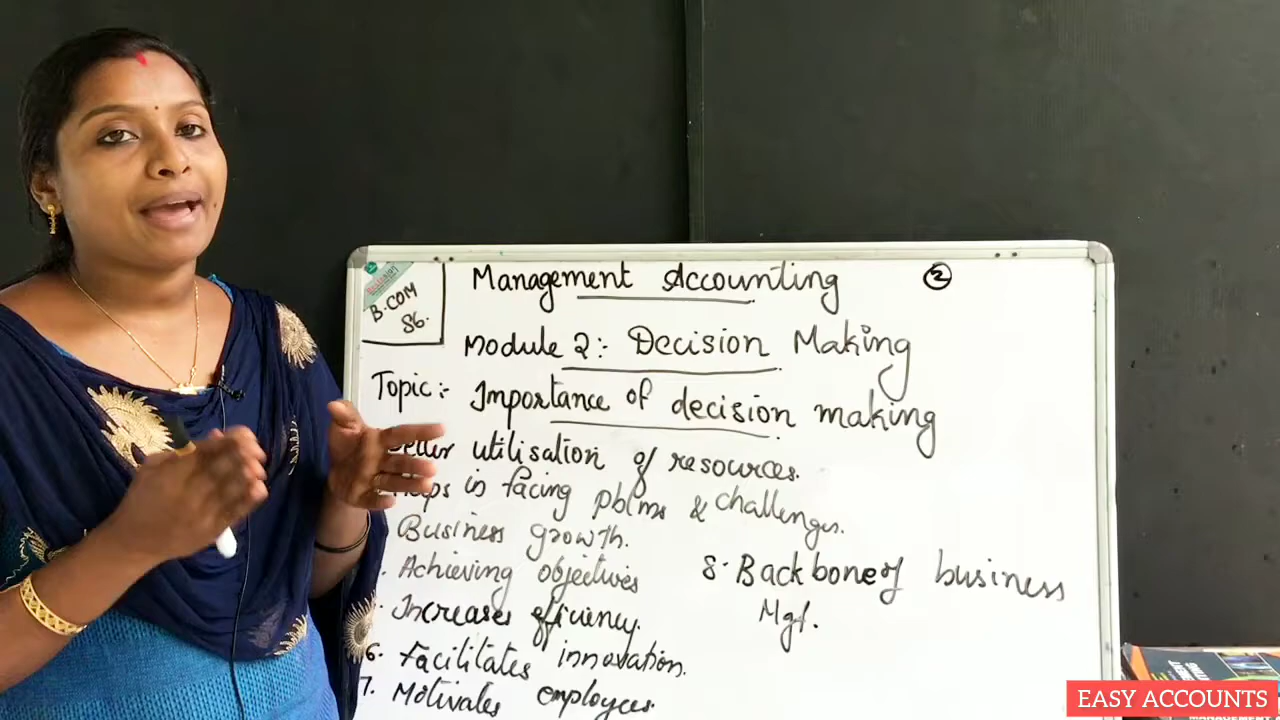 Management Accounting
2
B.COM
S6.
Module 2:- Decision Making
Topic:- Importance of decision making
utilisation of resources.
in facing pblms & challenges.
Business growth.
Achieving objectives
Increases efficiency.
6. Facilitates innovation.
7. Motivates employees.
8. Backbone of business
Mgt.
EASY ACCOUNTS